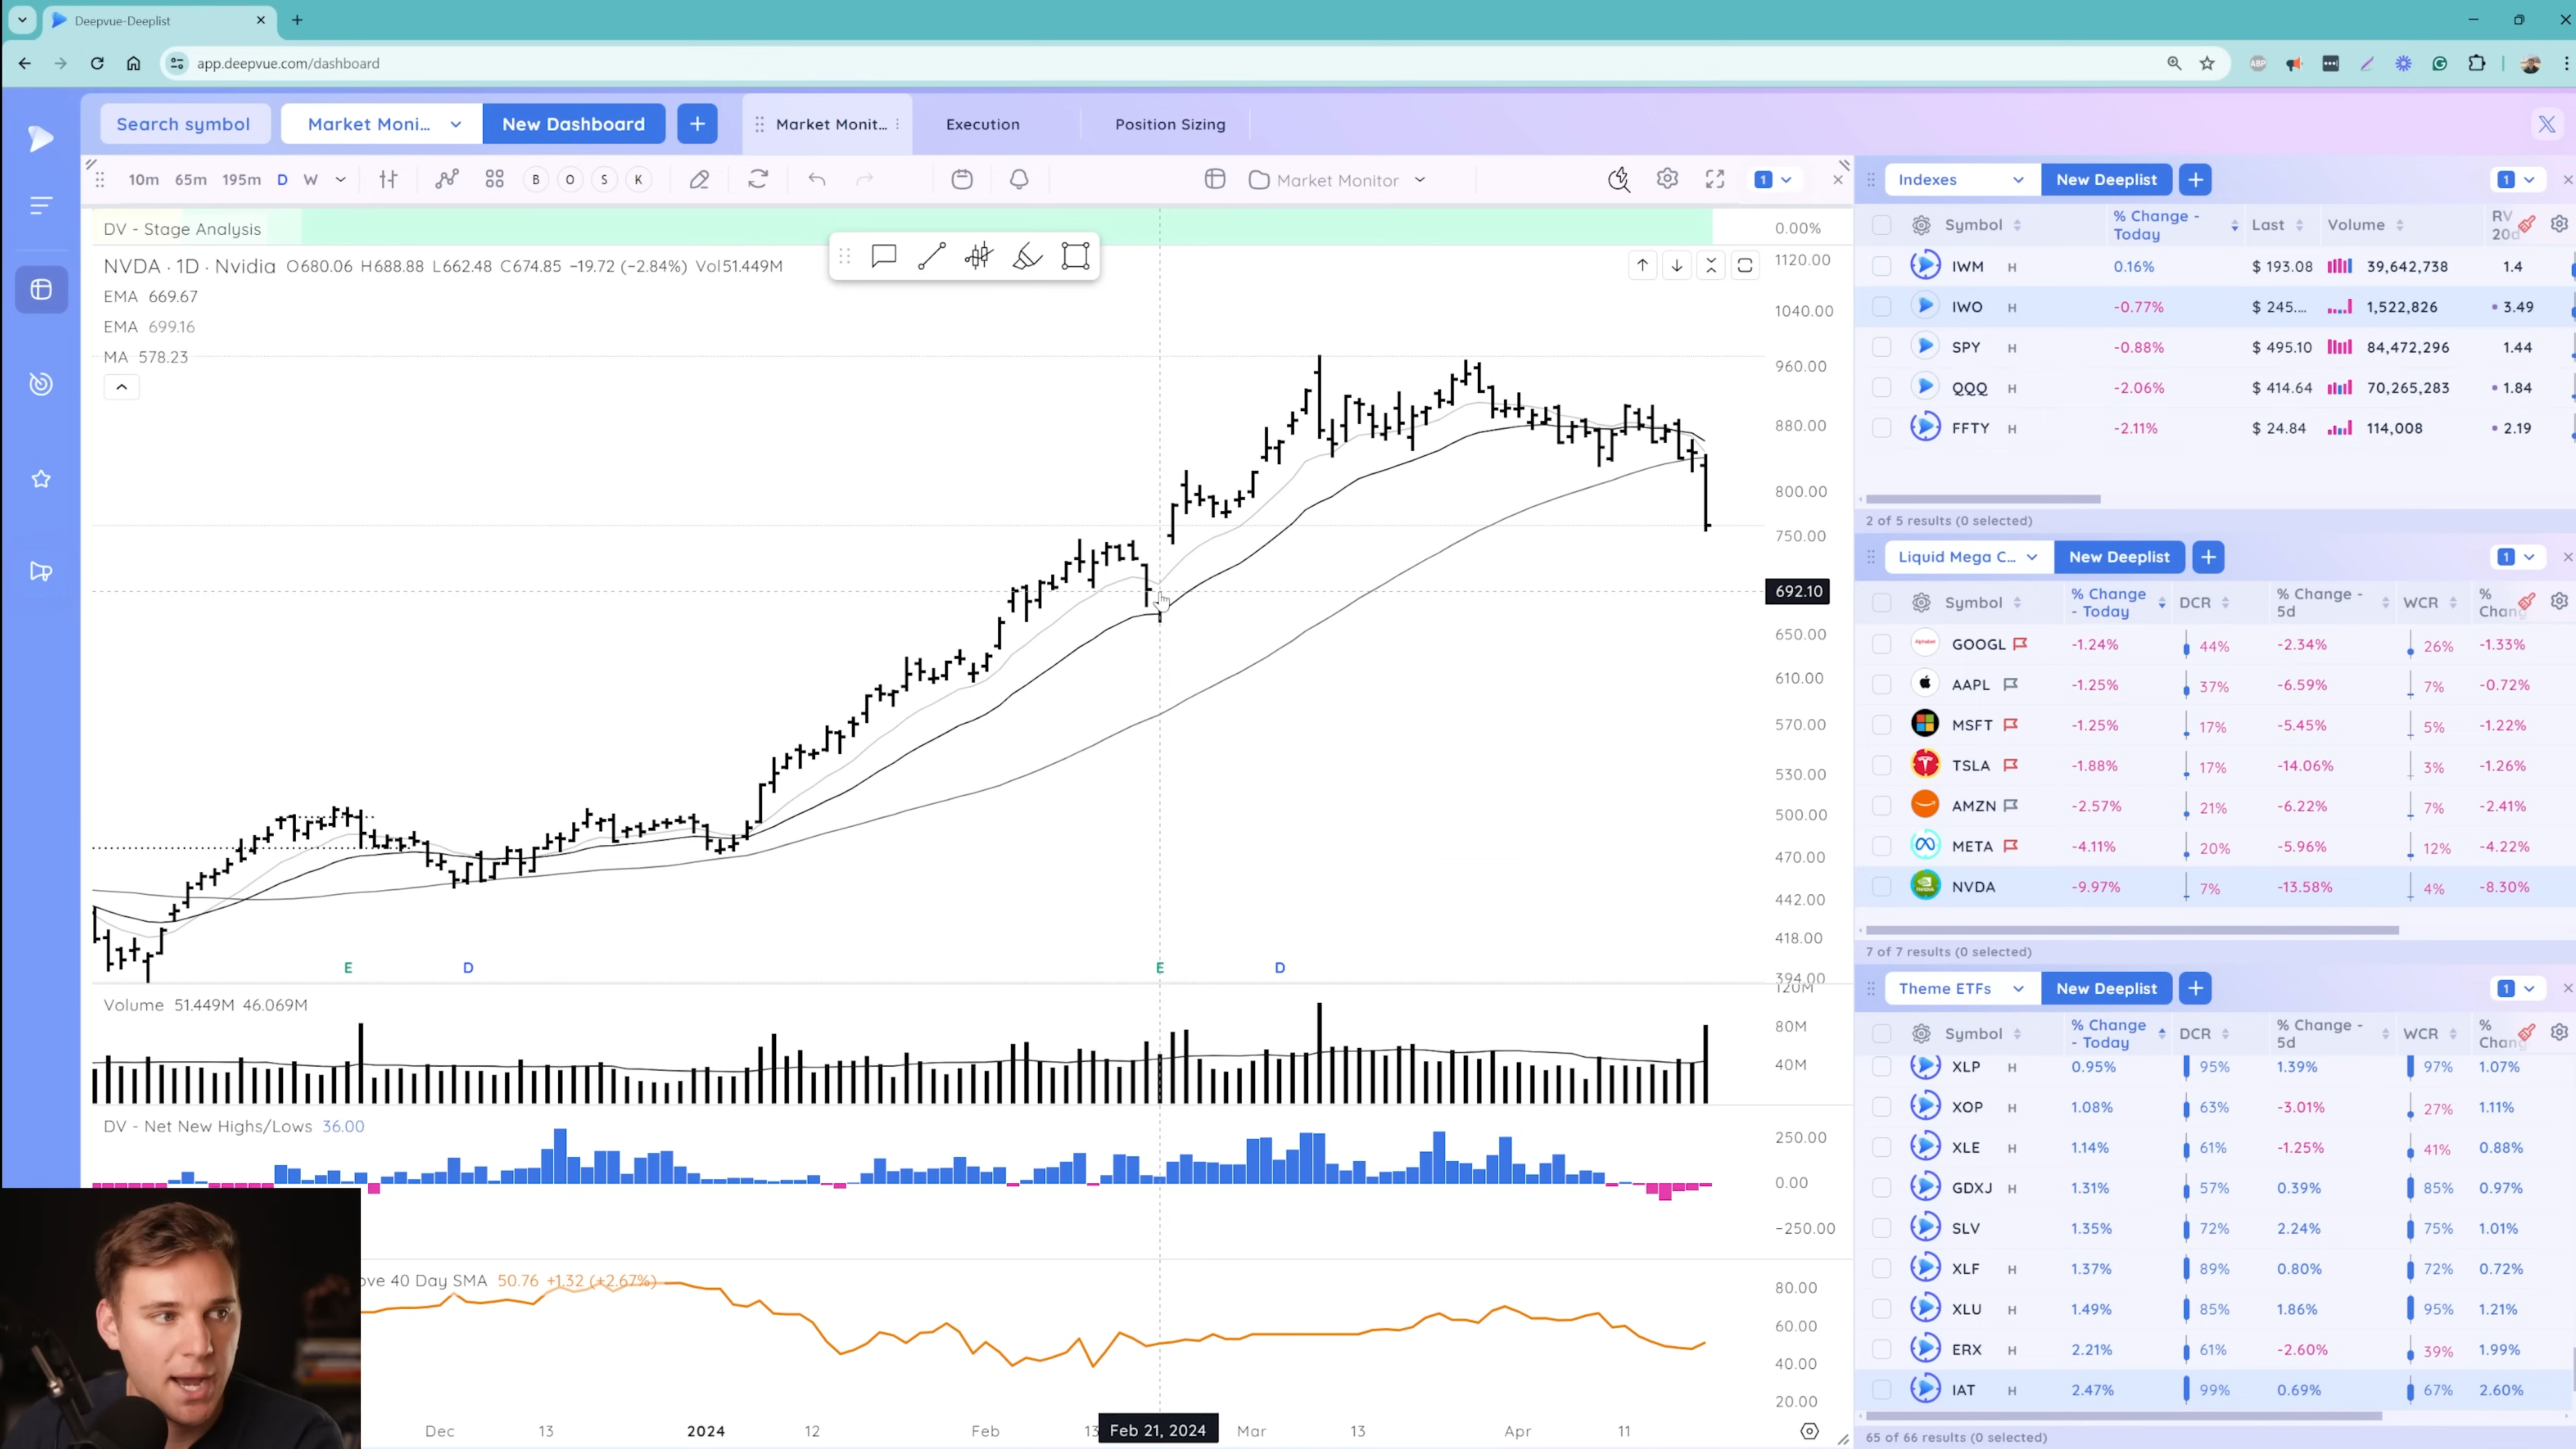 Deepvue-Deeplist
app.deepvue.com/dashboard
ABP
Search symbol
Market Moni...
New Dashboard
+
Market Monit...
Execution
Position Sizing
10m 65m 195m D W
B O S K
Market Monitor
1
DV - Stage Analysis
0.00%
NVDA · 1D · Nvidia O680.06 H688.88 L662.48 C674.85 −19.72 (−2.84%) Vol51.449M
EMA 669.67
EMA 699.16
MA 578.23
1120.00
1040.00
960.00
880.00
800.00
750.00
692.10
650.00
610.00
570.00
530.00
500.00
470.00
442.00
418.00
394.00
E D E D
Volume 51.449M 46.069M
120M
80M
40M
DV - Net New Highs/Lows 36.00
250.00
0.00
−250.00
ove 40 Day SMA 50.76 +1.32 (+2.67%)
80.00
60.00
40.00
20.00
Dec 13 2024 12 Feb 13 Feb 21, 2024 Mar 13 Apr 11
Indexes New Deeplist + 1
Symbol % Change - Today Last Volume RV 20d
IWM H 0.16% $ 193.08 39,642,738 1.4
IWO H -0.77% $ 245.... 1,522,826 3.49
SPY H -0.88% $ 495.10 84,472,296 1.44
QQQ H -2.06% $ 414.64 70,265,283 1.84
FFTY H -2.11% $ 24.84 114,008 2.19
2 of 5 results (0 selected)
Liquid Mega C... New Deeplist + 1
Symbol % Change - Today DCR % Change - 5d WCR % Chang
GOOGL -1.24% 44% -2.34% 26% -1.33%
AAPL -1.25% 37% -6.59% 7% -0.72%
MSFT -1.25% 17% -5.45% 5% -1.22%
TSLA -1.88% 17% -14.06% 3% -1.26%
AMZN -2.57% 21% -6.22% 7% -2.41%
META -4.11% 20% -5.96% 12% -4.22%
NVDA -9.97% 7% -13.58% 4% -8.30%
7 of 7 results (0 selected)
Theme ETFs New Deeplist + 1
Symbol % Change - Today DCR % Change - 5d WCR % Chang
XLP H 0.95% 95% 1.39% 97% 1.07%
XOP H 1.08% 63% -3.01% 27% 1.11%
XLE H 1.14% 61% -1.25% 41% 0.88%
GDXJ H 1.31% 57% 0.39% 85% 0.97%
SLV H 1.35% 72% 2.24% 75% 1.01%
XLF H 1.37% 89% 0.80% 72% 0.72%
XLU H 1.49% 85% 1.86% 95% 1.21%
ERX H 2.21% 61% -2.60% 39% 1.99%
IAT H 2.47% 99% 0.69% 67% 2.60%
65 of 66 results (0 selected)